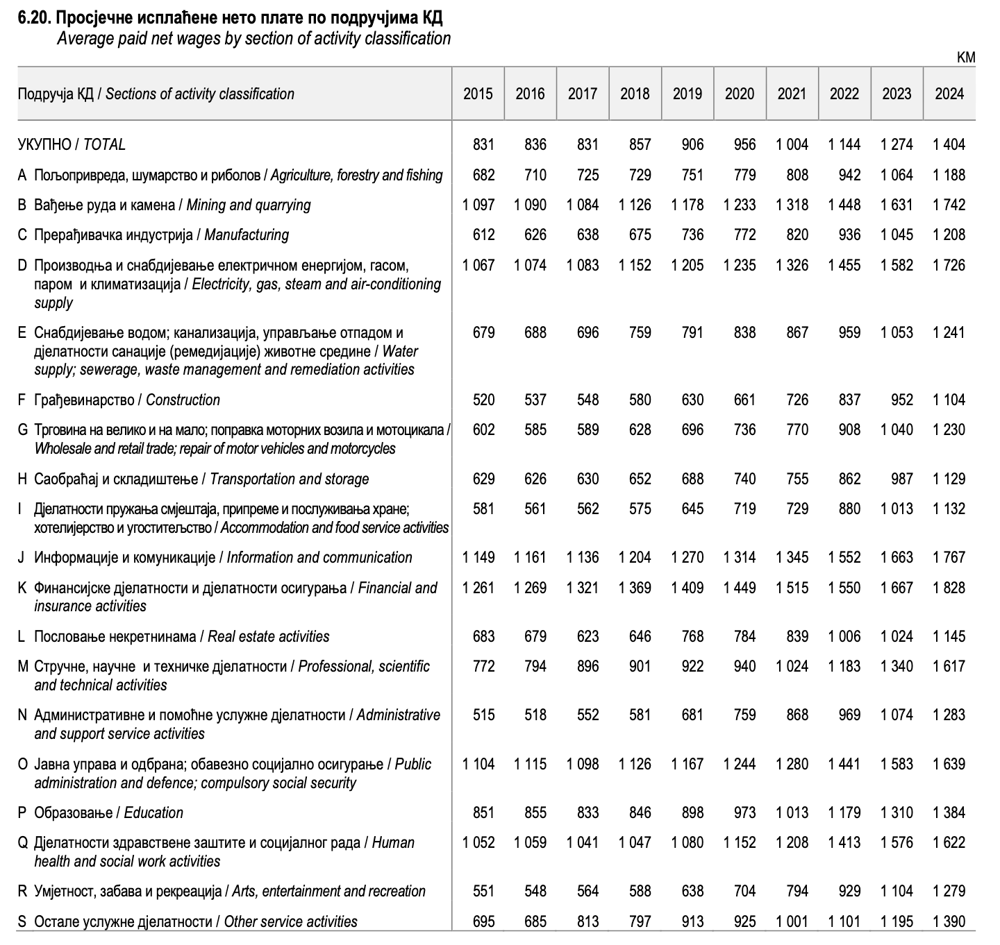 6.20. Просјечне исплаћене нето плате по подручјима КД
Average paid net wages by section of activity classification
KM
Подручја КД / Sections of activity classification 2015 2016 2017 2018 2019 2020 2021 2022 2023 2024
УКУПНО / TOTAL 831 836 831 857 906 956 1 004 1 144 1 274 1 404
A Пољопривреда, шумарство и риболов / Agriculture, forestry and fishing 682 710 725 729 751 779 808 942 1 064 1 188
B Вађење руда и камена / Mining and quarrying 1 097 1 090 1 084 1 126 1 178 1 233 1 318 1 448 1 631 1 742
C Прерађивачка индустрија / Manufacturing 612 626 638 675 736 772 820 936 1 045 1 208
D Производња и снабдијевање електричном енергијом, гасом, 1 067 1 074 1 083 1 152 1 205 1 235 1 326 1 455 1 582 1 726
паром и климатизација / Electricity, gas, steam and air-conditioning
supply
E Снабдијевање водом; канализација, управљање отпадом и 679 688 696 759 791 838 867 959 1 053 1 241
дјелатности санације (ремедијације) животне средине / Water
supply; sewerage, waste management and remediation activities
F Грађевинарство / Construction 520 537 548 580 630 661 726 837 952 1 104
G Трговина на велико и на мало; поправка моторних возила и мотоцикала / 602 585 589 628 696 736 770 908 1 040 1 230
Wholesale and retail trade; repair of motor vehicles and motorcycles
H Саобраћај и складиштење / Transportation and storage 629 626 630 652 688 740 755 862 987 1 129
I Дјелатности пружања смјештаја, припреме и послуживања хране; 581 561 562 575 645 719 729 880 1 013 1 132
хотелијерство и угоститељство / Accommodation and food service activities
J Информације и комуникације / Information and communication 1 149 1 161 1 136 1 204 1 270 1 314 1 345 1 552 1 663 1 767
K Финансијске дјелатности и дјелатности осигурања / Financial and 1 261 1 269 1 321 1 369 1 409 1 449 1 515 1 550 1 667 1 828
insurance activities
L Пословање некретнинама / Real estate activities 683 679 623 646 768 784 839 1 006 1 024 1 145
M Стручне, научне и техничке дјелатности / Professional, scientific 772 794 896 901 922 940 1 024 1 183 1 340 1 617
and technical activities
N Административне и помоћне услужне дјелатности / Administrative 515 518 552 581 681 759 868 969 1 074 1 283
and support service activities
O Јавна управа и одбрана; обавезно социјално осигурање / Public 1 104 1 115 1 098 1 126 1 167 1 244 1 280 1 441 1 583 1 639
administration and defence; compulsory social security
P Образовање / Education 851 855 833 846 898 973 1 013 1 179 1 310 1 384
Q Дјелатности здравствене заштите и социјалног рада / Human 1 052 1 059 1 041 1 047 1 080 1 152 1 208 1 413 1 576 1 622
health and social work activities
R Умјетност, забава и рекреација / Arts, entertainment and recreation 551 548 564 588 638 704 794 929 1 104 1 279
S Остале услужне дјелатности / Other service activities 695 685 813 797 913 925 1 001 1 101 1 195 1 390